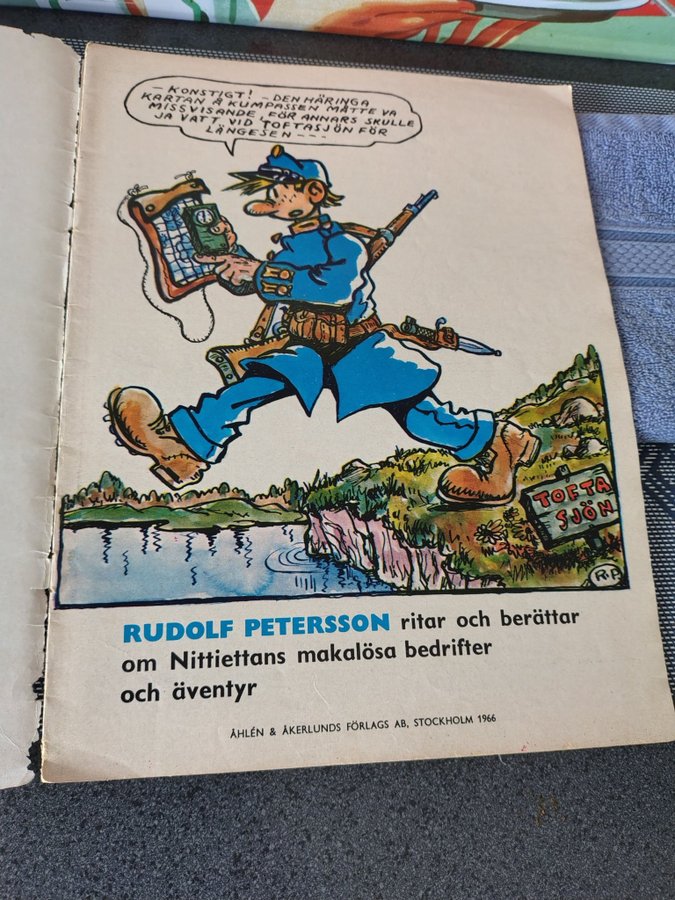 - KONSTIGT! - DEN HÄRINGA
KARTAN Å KUMPASSEN MÅTTE VA
MISSVISANDE, FÖR ANNARS SKULLE
JA VATT VID TOFTASJÖN FÖR
LÄNGESEN - - -
TOFTA
SJÖN
R.P.
RUDOLF PETERSSON ritar och berättar
om Nittiettans makalösa bedrifter
och äventyr
ÅHLÉN & ÅKERLUNDS FÖRLAGS AB, STOCKHOLM 1966